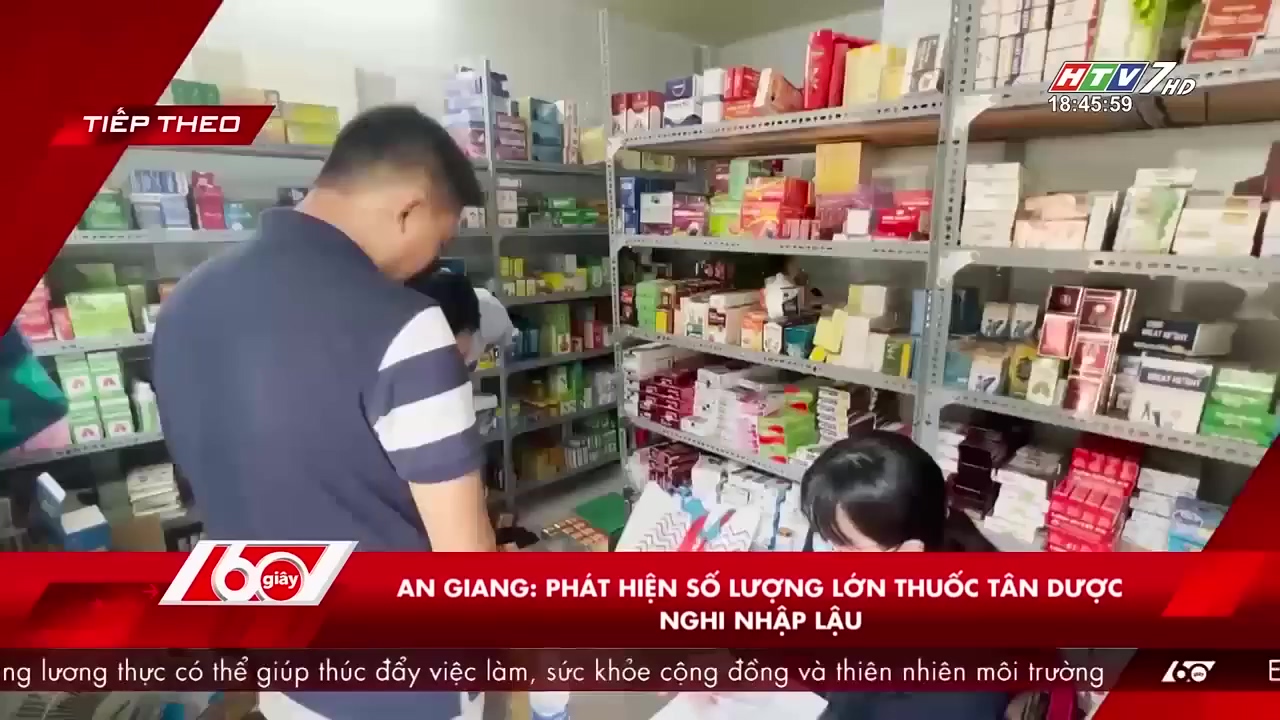 HTV7 HD
18:45:59
TIẾP THEO
60 giây
AN GIANG: PHÁT HIỆN SỐ LƯỢNG LỚN THUỐC TÂN DƯỢC
NGHI NHẬP LẬU
ng lương thực có thể giúp thúc đẩy việc làm, sức khỏe cộng đồng và thiên nhiên môi trường
60
E